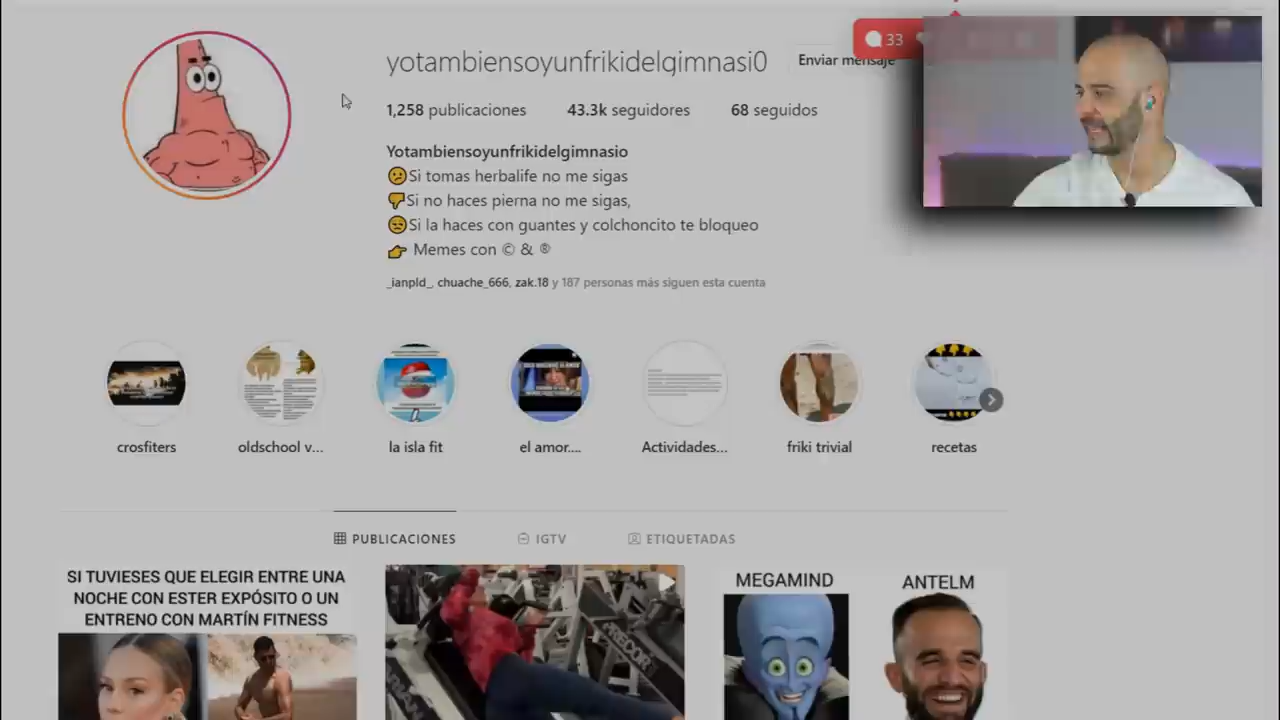 yotambiensoyunfrikidelgimnasi0
Enviar mensaje
33
1,258 publicaciones
43.3k seguidores
68 seguidos
Yotambiensoyunfrikidelgimnasio
Si tomas herbalife no me sigas
Si no haces pierna no me sigas,
Si la haces con guantes y colchoncito te bloqueo
Memes con © & ®
_ianpld_, chuache_666, zak.18 y 187 personas más siguen esta cuenta
crosfiters
oldschool v...
la isla fit
el amor....
Actividades...
friki trivial
recetas
PUBLICACIONES
IGTV
ETIQUETADAS
SI TUVIESES QUE ELEGIR ENTRE UNA
NOCHE CON ESTER EXPÓSITO O UN
ENTRENO CON MARTÍN FITNESS
PRECOR
MEGAMIND
ANTELM